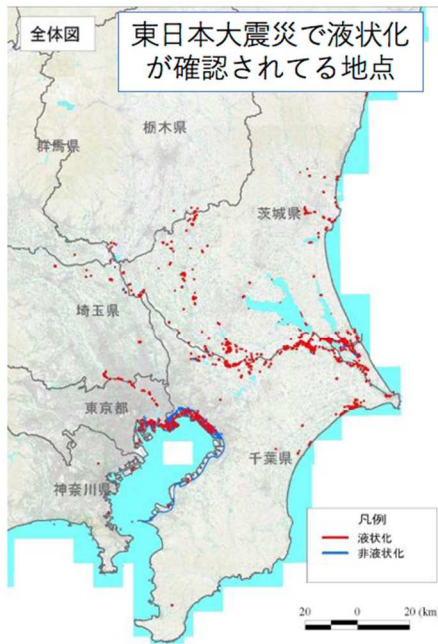 全体図
東日本大震災で液状化
が確認されてる地点
栃木県
群馬県
茨城県
埼玉県
東京都
千葉県
神奈川県
凡例
液状化
非液状化
20 0 20 (km)